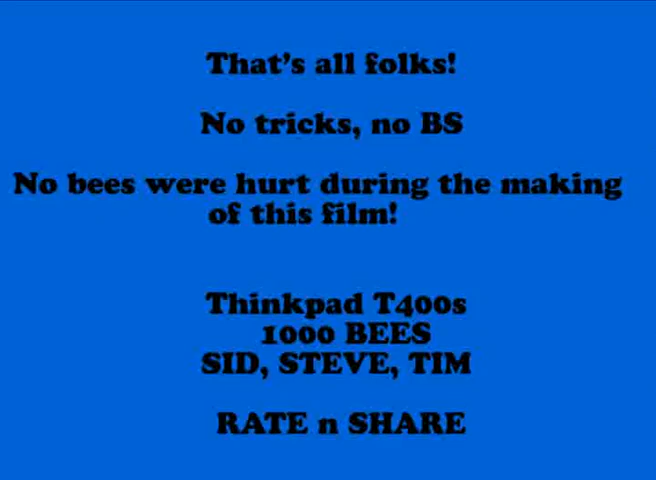 That's all folks!
No tricks, no BS
No bees were hurt during the making
of this film!
Thinkpad T400s
1000 BEES
SID, STEVE, TIM
RATE n SHARE